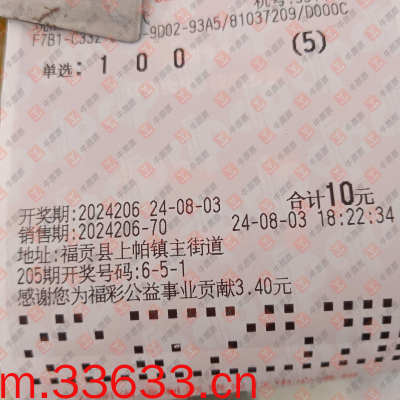 F7B1-C332 -9D02-93A5/81037209/D000C
单选: 1 0 0 (5)
合计10元
开奖期:2024206 24-08-03
销售期:2024206-70 24-08-03 18:22:34
地址:福贡县上帕镇主街道
205期开奖号码:6-5-1
感谢您为福彩公益事业贡献3.40元
m.33633.cn